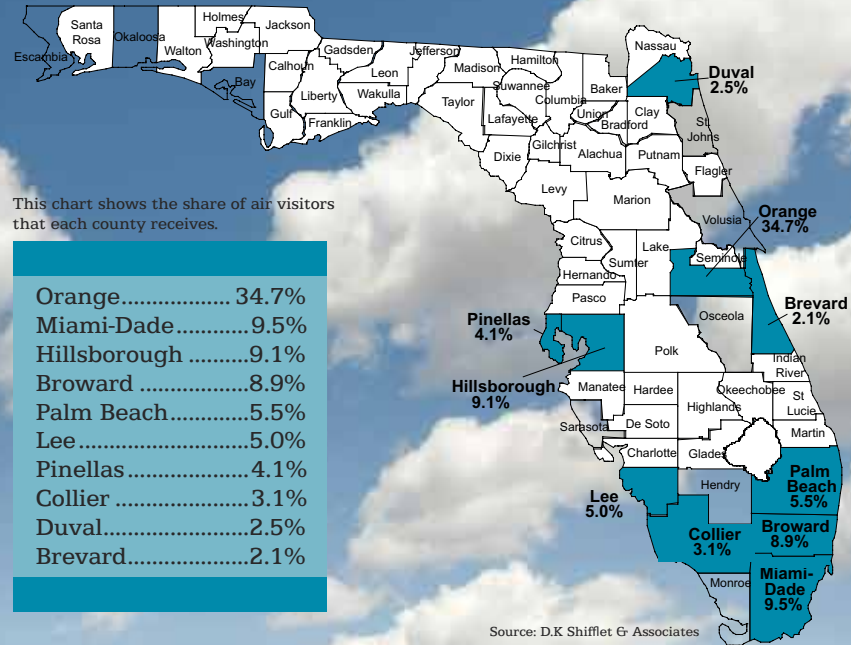 Holmes
Jackson
Santa
Rosa
Okaloosa
Washington
Walton
Escambia
Bay
Calhoun
Gadsden
Jefferson
Leon
Liberty
Wakulla
Gulf
Franklin
Madison
Hamilton
Suwannee
Taylor
Lafayette
Columbia
Baker
Nassau
Duval
2.5%
Union
Bradford
Clay
St.
Johns
Dixie
Gilchrist
Alachua
Putnam
Flagler
Levy
Marion
Volusia
Orange
34.7%
Citrus
Lake
Sumter
Seminole
Hernando
Pasco
Osceola
Brevard
2.1%
Pinellas
4.1%
Polk
Hillsborough
9.1%
Indian
River
Manatee
Hardee
Okeechobee
Highlands
St
Lucie
Sarasota
De Soto
Martin
Charlotte
Glades
Lee
5.0%
Hendry
Palm
Beach
5.5%
Broward
8.9%
Collier
3.1%
Monroe
Miami-
Dade
9.5%
This chart shows the share of air visitors
that each county receives.
Orange................... 34.7%
Miami-Dade............9.5%
Hillsborough .........9.1%
Broward .................8.9%
Palm Beach.............5.5%
Lee...........................5.0%
Pinellas...................4.1%
Collier .....................3.1%
Duval.......................2.5%
Brevard...................2.1%
Source: D.K Shifflet & Associates